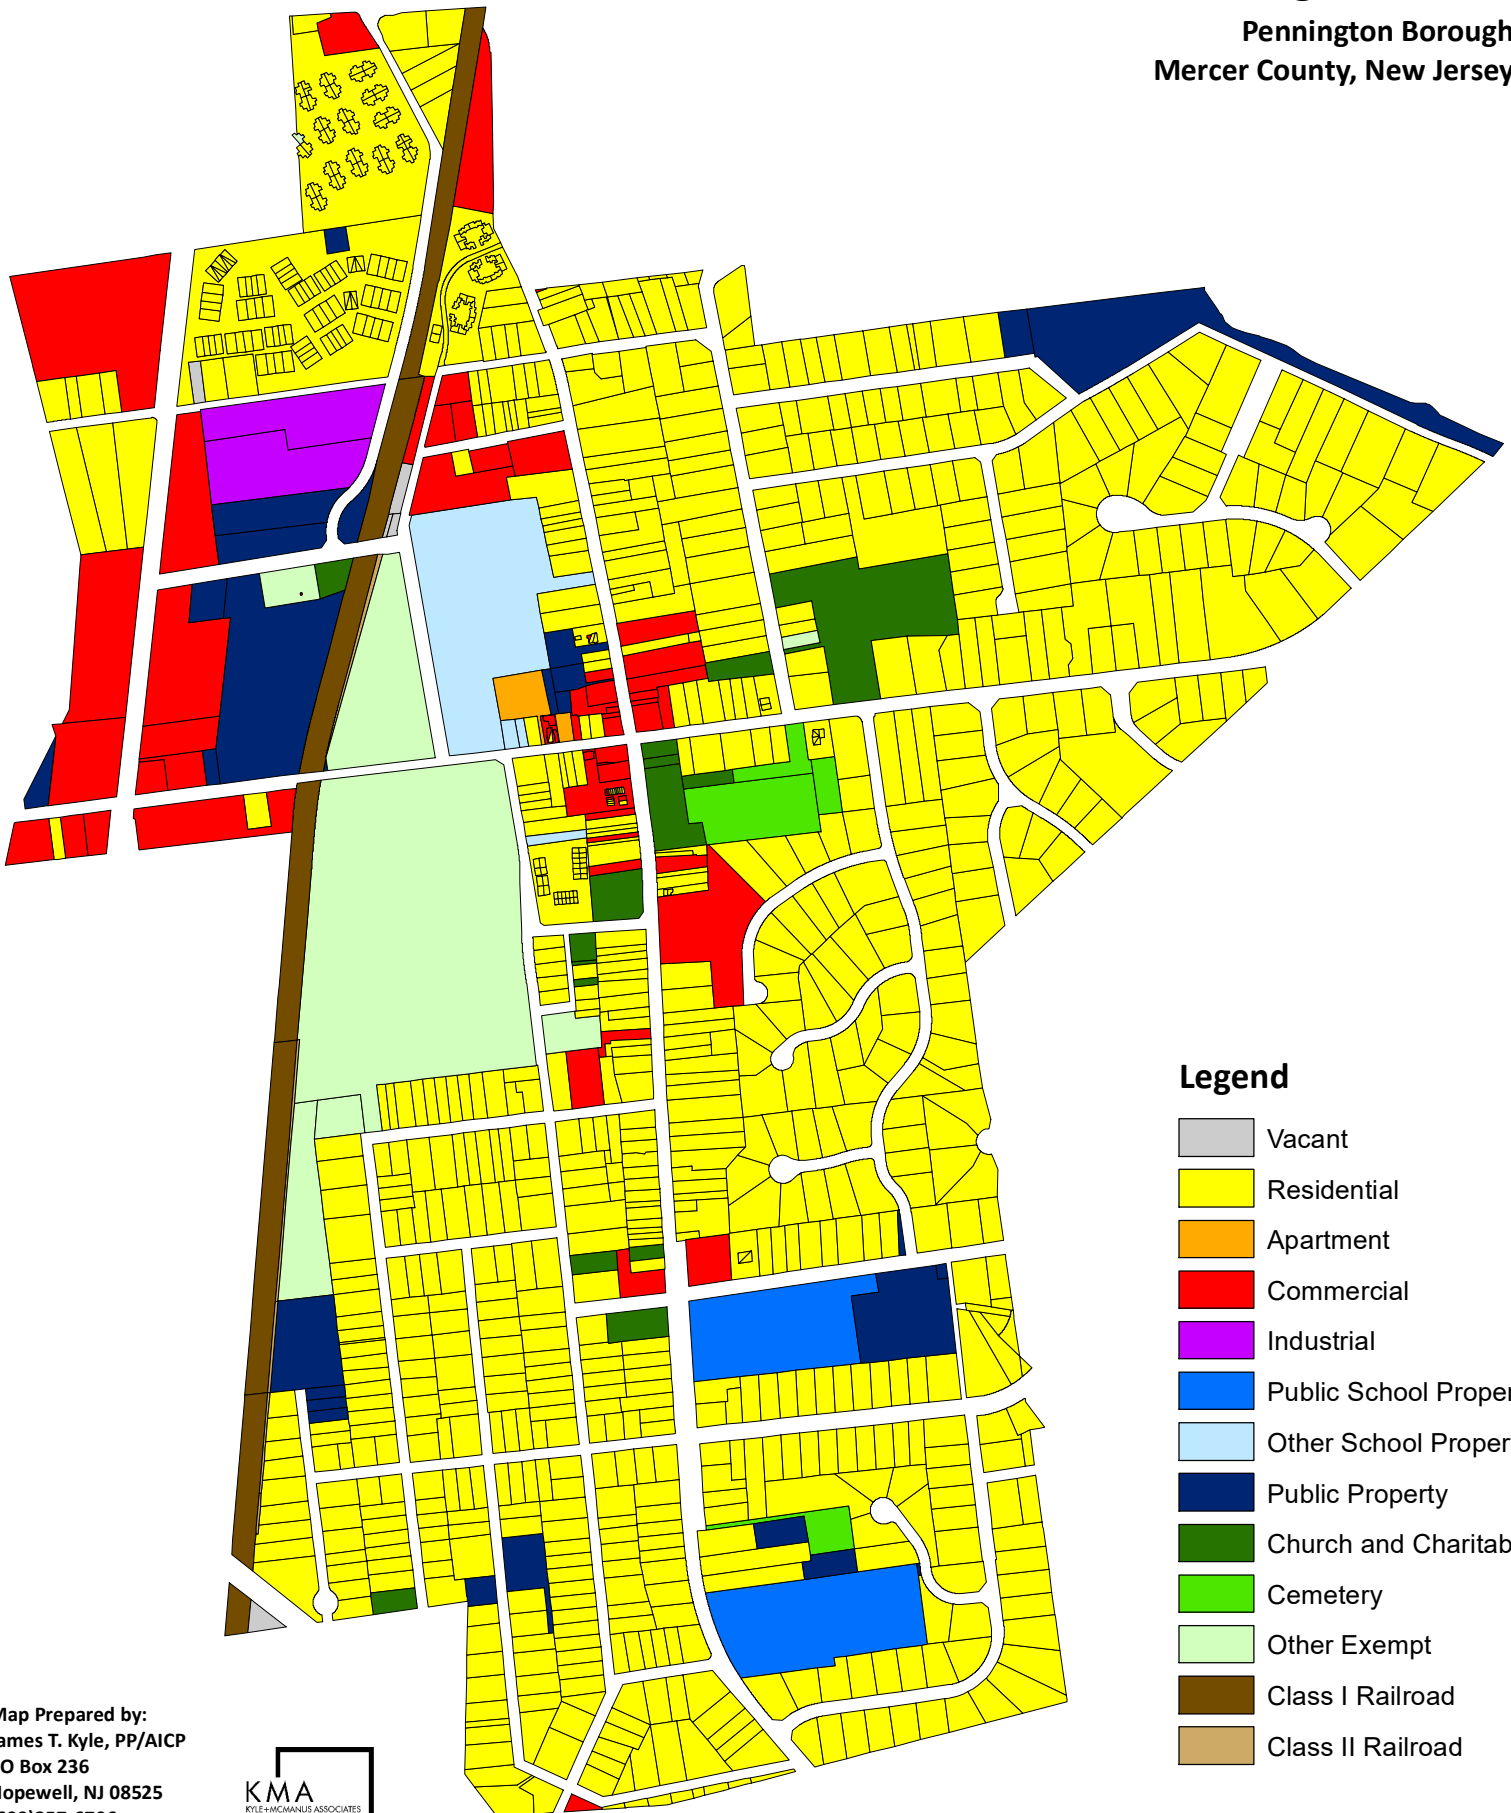 Pennington Borough
Mercer County, New Jersey
Legend
Vacant
Residential
Apartment
Commercial
Industrial
Public School Proper
Other School Proper
Public Property
Church and Charitab
Cemetery
Other Exempt
Class I Railroad
Class II Railroad
Map Prepared by:
ames T. Kyle, PP/AICP
O Box 236
Hopewell, NJ 08525
KMA
KYLE+MCMANUS ASSOCIATES